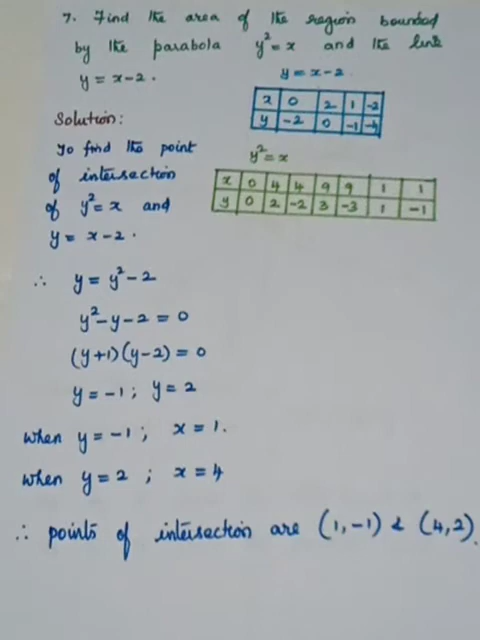 7. Find the area of the region bounded
by the parabola y² = x and the line
y = x-2.
y = x-2
x 0 2 1 -2
y -2 0 -1 -4
Solution:
y² = x
x 0 4 4 9 9 1 1
y 0 2 -2 3 -3 1 -1
To find the point
of intersection
of y² = x and
y = x-2.
∴ y = y² - 2
y² - y - 2 = 0
(y+1)(y-2) = 0
y = -1; y = 2
when y = -1; x = 1.
when y = 2; x = 4
∴ points of intersection are (1,-1) & (4,2).